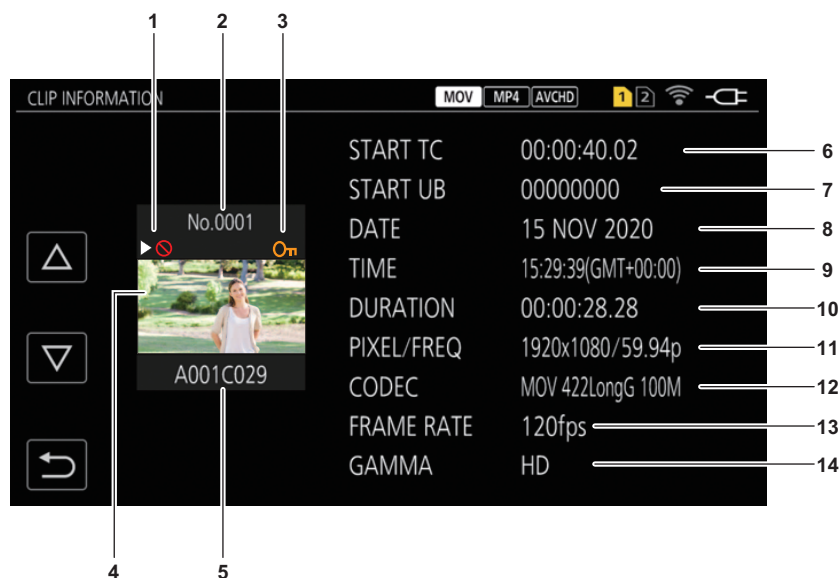 1 2 3
CLIP INFORMATION MOV MP4 AVCHD 1 2
START TC 00:00:40.02 6
START UB 00000000 7
No.0001
DATE 15 NOV 2020 8
TIME 15:29:39(GMT+00:00) 9
DURATION 00:00:28.28 10
PIXEL/FREQ 1920x1080/59.94p 11
A001C029
CODEC MOV 422LongG 100M 12
FRAME RATE 120fps 13
GAMMA HD 14
4 5